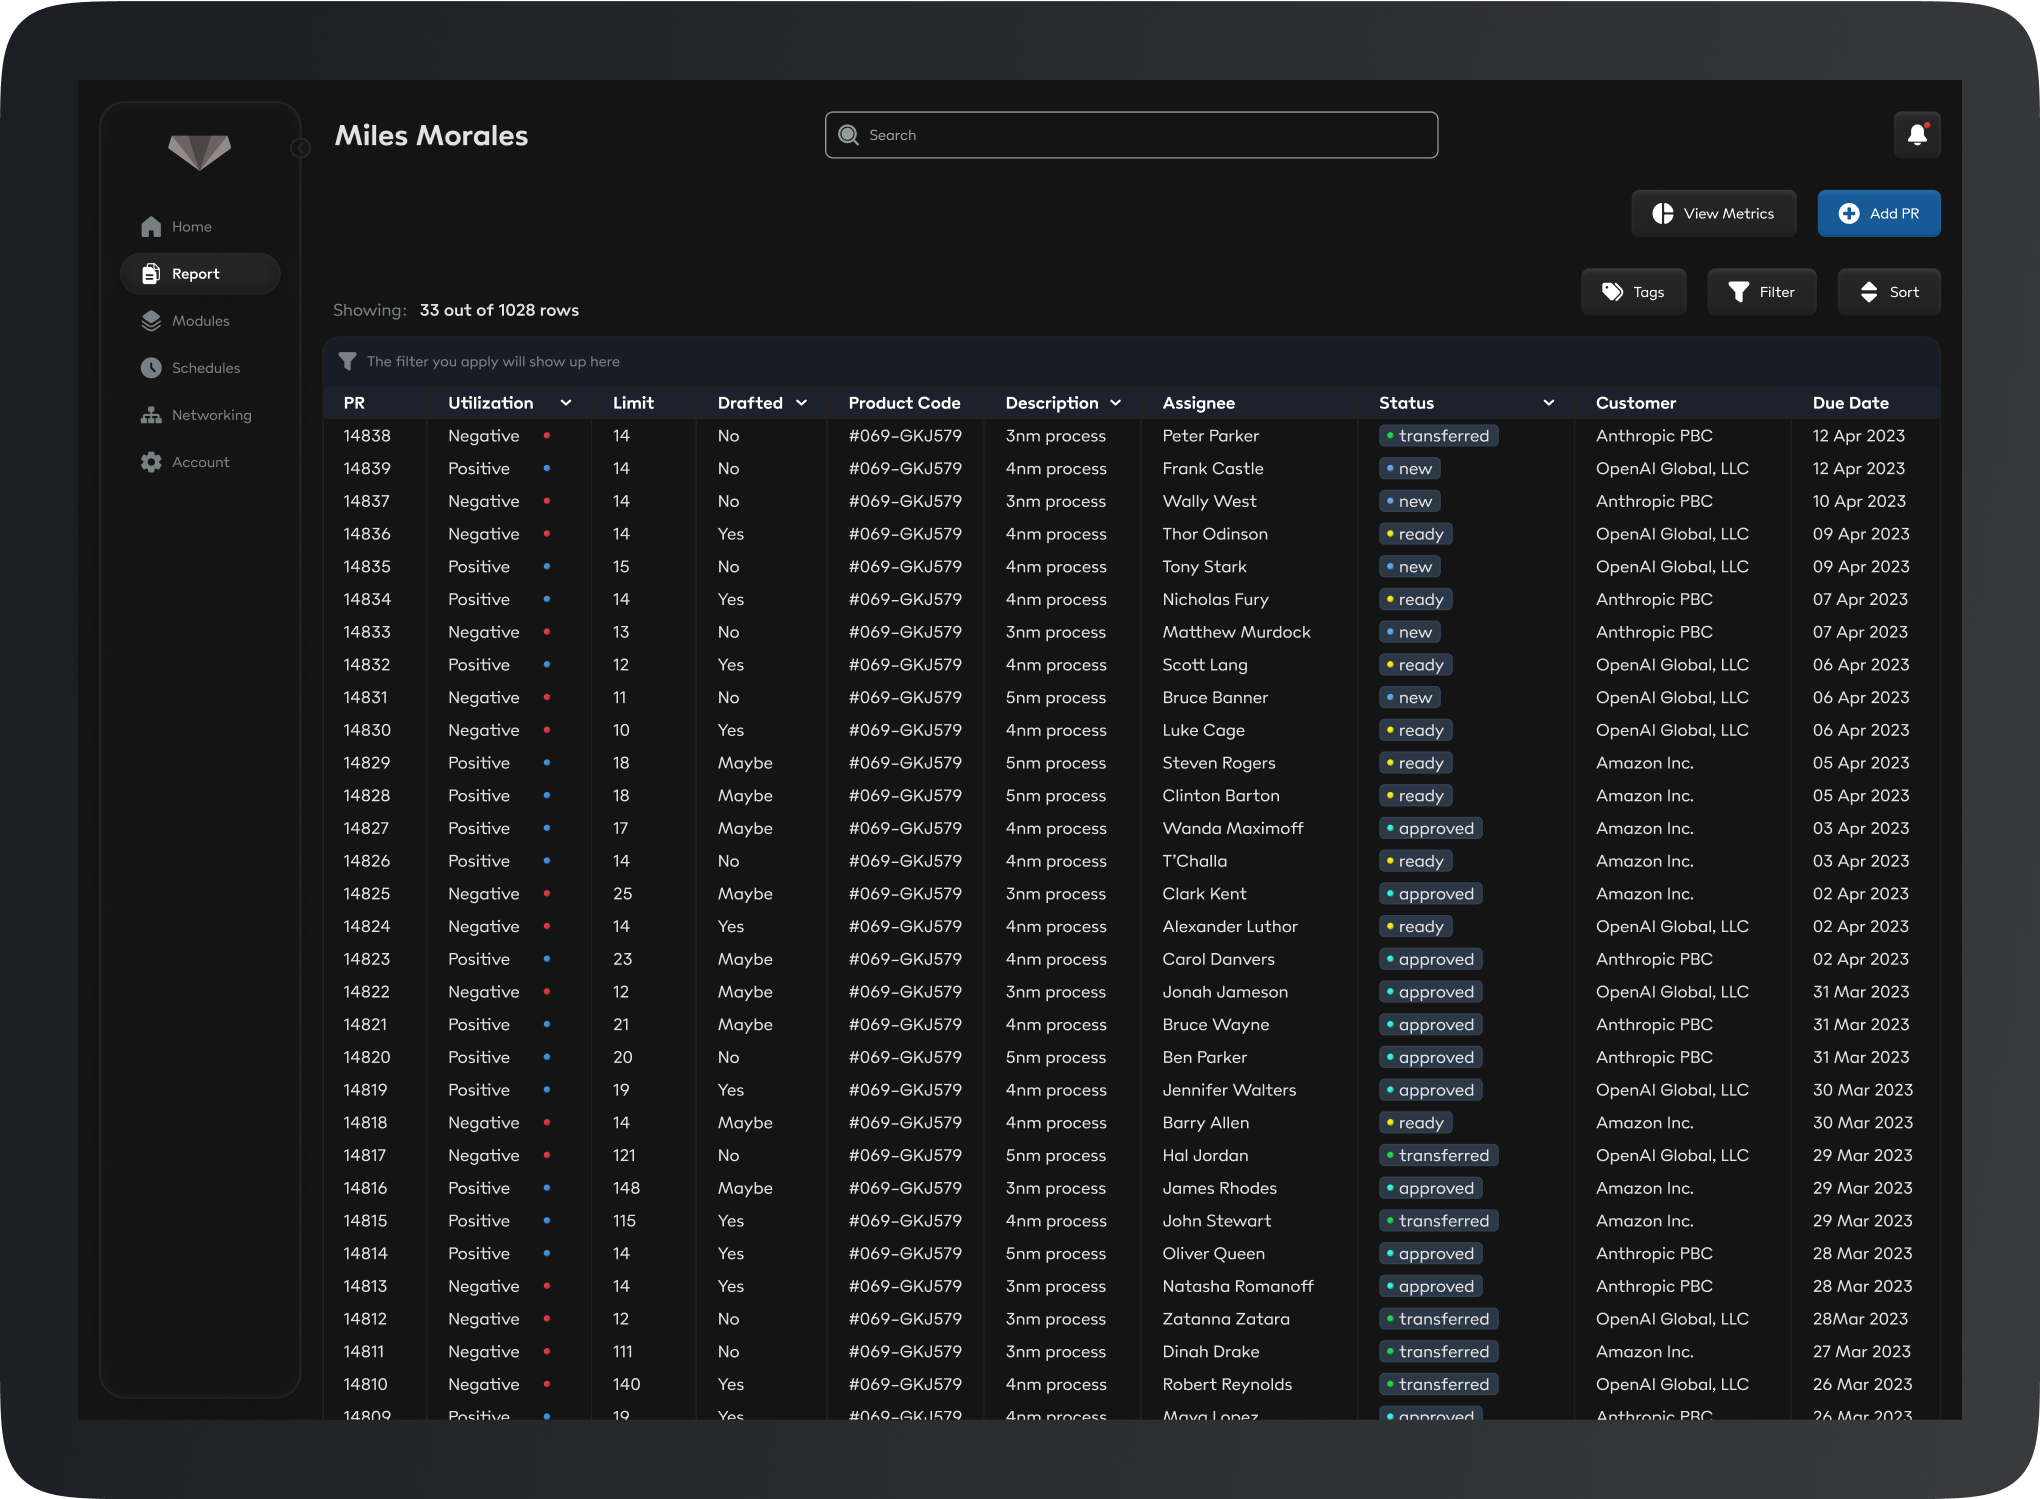 Miles Morales
Search
View Metrics
Add PR
Home
Report
Modules
Schedules
Networking
Account
Tags
Filter
Sort
Showing: 33 out of 1028 rows
The filter you apply will show up here
PR Utilization Limit Drafted Product Code Description Assignee Status Customer Due Date
14838 Negative 14 No #069-GKJ579 3nm process Peter Parker transferred Anthropic PBC 12 Apr 2023
14839 Positive 14 No #069-GKJ579 4nm process Frank Castle new OpenAI Global, LLC 12 Apr 2023
14837 Negative 14 No #069-GKJ579 3nm process Wally West new Anthropic PBC 10 Apr 2023
14836 Negative 14 Yes #069-GKJ579 4nm process Thor Odinson ready OpenAI Global, LLC 09 Apr 2023
14835 Positive 15 No #069-GKJ579 4nm process Tony Stark new OpenAI Global, LLC 09 Apr 2023
14834 Positive 14 Yes #069-GKJ579 4nm process Nicholas Fury ready Anthropic PBC 07 Apr 2023
14833 Negative 13 No #069-GKJ579 3nm process Matthew Murdock new Anthropic PBC 07 Apr 2023
14832 Positive 12 Yes #069-GKJ579 4nm process Scott Lang ready OpenAI Global, LLC 06 Apr 2023
14831 Negative 11 No #069-GKJ579 5nm process Bruce Banner new OpenAI Global, LLC 06 Apr 2023
14830 Negative 10 Yes #069-GKJ579 4nm process Luke Cage ready OpenAI Global, LLC 06 Apr 2023
14829 Positive 18 Maybe #069-GKJ579 5nm process Steven Rogers ready Amazon Inc. 05 Apr 2023
14828 Positive 18 Maybe #069-GKJ579 5nm process Clinton Barton ready Amazon Inc. 05 Apr 2023
14827 Positive 17 Maybe #069-GKJ579 4nm process Wanda Maximoff approved Amazon Inc. 03 Apr 2023
14826 Positive 14 No #069-GKJ579 4nm process T'Challa ready Amazon Inc. 03 Apr 2023
14825 Negative 25 Maybe #069-GKJ579 3nm process Clark Kent approved Amazon Inc. 02 Apr 2023
14824 Negative 14 Yes #069-GKJ579 4nm process Alexander Luthor ready OpenAI Global, LLC 02 Apr 2023
14823 Positive 23 Maybe #069-GKJ579 4nm process Carol Danvers approved Anthropic PBC 02 Apr 2023
14822 Negative 12 Maybe #069-GKJ579 3nm process Jonah Jameson approved OpenAI Global, LLC 31 Mar 2023
14821 Positive 21 Maybe #069-GKJ579 4nm process Bruce Wayne approved Anthropic PBC 31 Mar 2023
14820 Positive 20 No #069-GKJ579 5nm process Ben Parker approved Anthropic PBC 31 Mar 2023
14819 Positive 19 Yes #069-GKJ579 4nm process Jennifer Walters approved OpenAI Global, LLC 30 Mar 2023
14818 Negative 14 Maybe #069-GKJ579 4nm process Barry Allen ready Amazon Inc. 30 Mar 2023
14817 Negative 121 No #069-GKJ579 5nm process Hal Jordan transferred OpenAI Global, LLC 29 Mar 2023
14816 Positive 148 Maybe #069-GKJ579 3nm process James Rhodes approved Amazon Inc. 29 Mar 2023
14815 Positive 115 Yes #069-GKJ579 4nm process John Stewart transferred Amazon Inc. 29 Mar 2023
14814 Positive 14 Yes #069-GKJ579 5nm process Oliver Queen approved Anthropic PBC 28 Mar 2023
14813 Negative 14 Yes #069-GKJ579 3nm process Natasha Romanoff approved Anthropic PBC 28 Mar 2023
14812 Negative 12 No #069-GKJ579 3nm process Zatanna Zatara transferred OpenAI Global, LLC 28Mar 2023
14811 Negative 111 No #069-GKJ579 3nm process Dinah Drake transferred Amazon Inc. 27 Mar 2023
14810 Negative 140 Yes #069-GKJ579 4nm process Robert Reynolds transferred OpenAI Global, LLC 26 Mar 2023
14809 Positive 19 Yes #069-GKJ579 4nm process Maya Lopez approved Anthropic PBC 26 Mar 2023